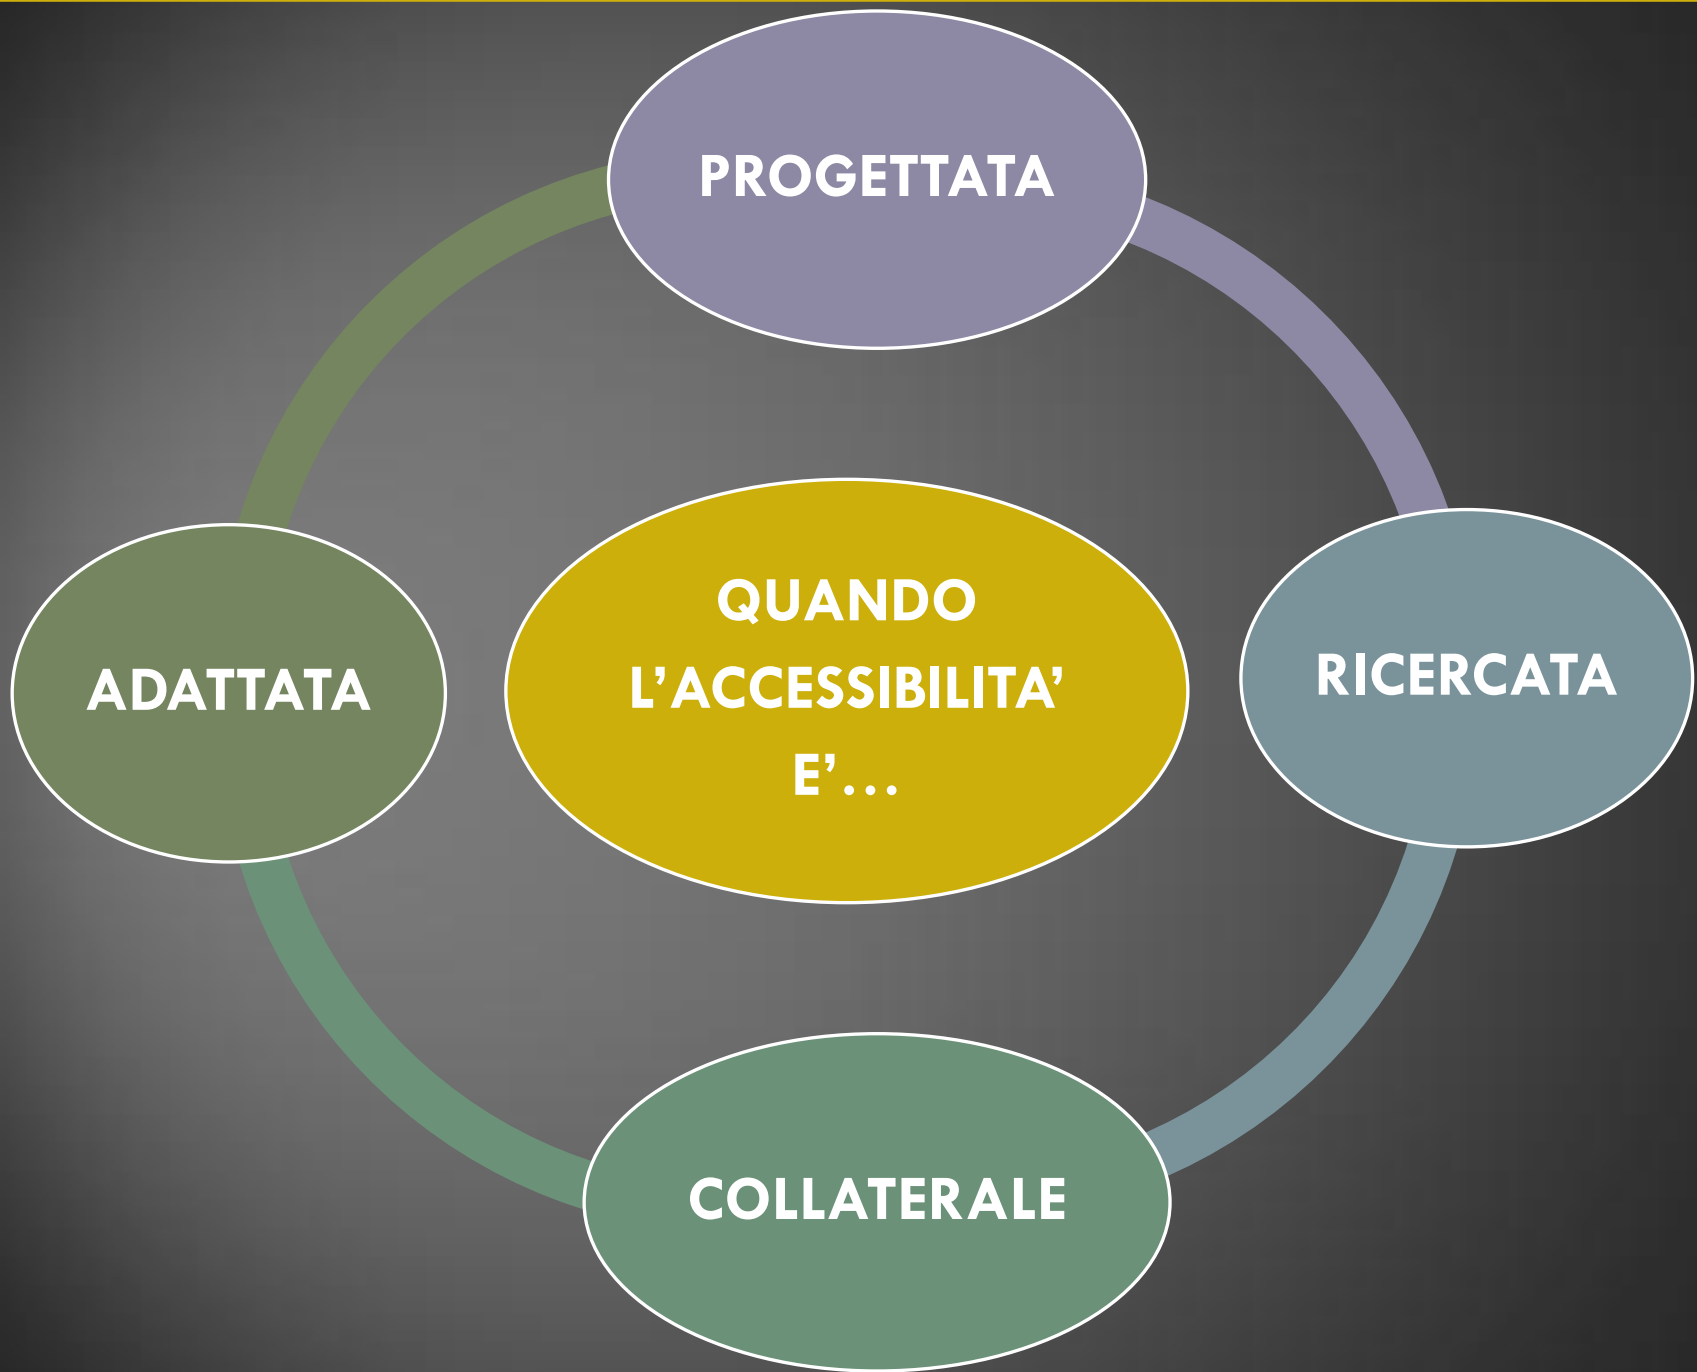 PROGETTATA
QUANDO
L’ACCESSIBILITA’
E’...
RICERCATA
COLLATERALE
ADATTATA